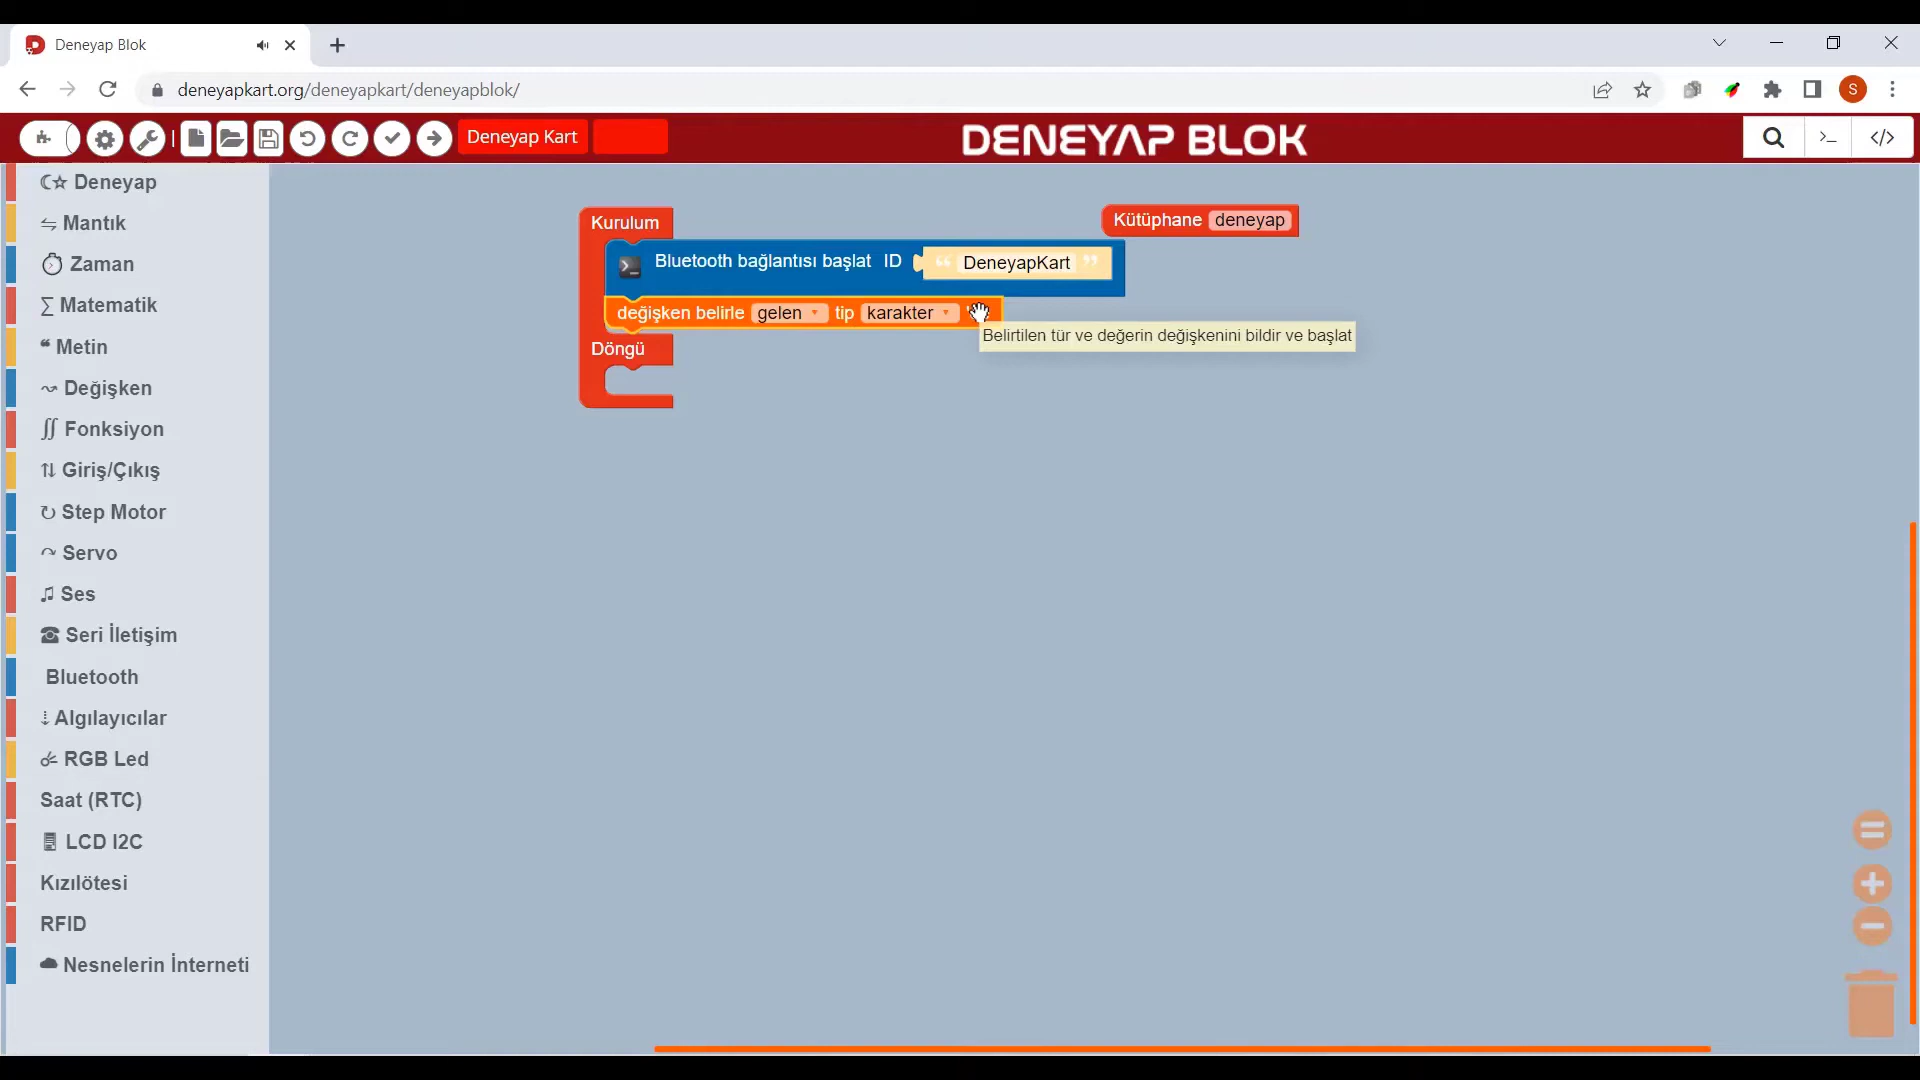 Deneyap Blok
deneyapkart.org/deneyapkart/deneyapblok/
S
Deneyap Kart
DENEYAP BLOK
Deneyap
Mantık
Zaman
Matematik
Metin
Değişken
Fonksiyon
Giriş/Çıkış
Step Motor
Servo
Ses
Seri İletişim
Bluetooth
Algılayıcılar
RGB Led
Saat (RTC)
LCD I2C
Kızılötesi
RFID
Nesnelerin İnterneti
Kurulum
Kütüphane deneyap
Bluetooth bağlantısı başlat ID “ DeneyapKart ”
değişken belirle gelen tip karakter
Belirtilen tür ve değerin değişkenini bildir ve başlat
Döngü